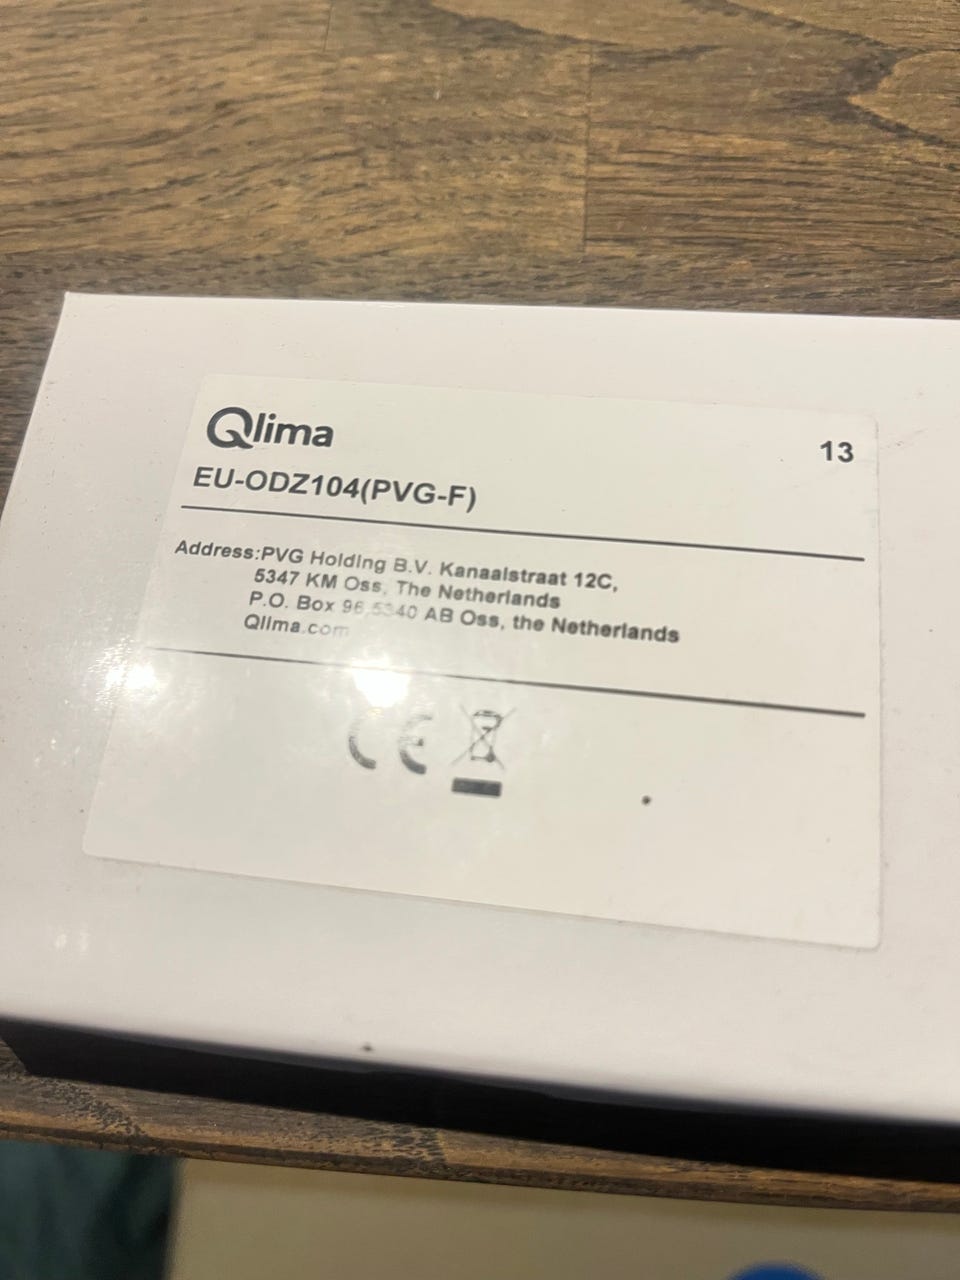 Qlima
13
EU-ODZ104(PVG-F)
Address:PVG Holding B.V. Kanaalstraat 12C,
5347 KM Oss, The Netherlands
P.O. Box 96,5340 AB Oss, the Netherlands
Qlima.com
CE